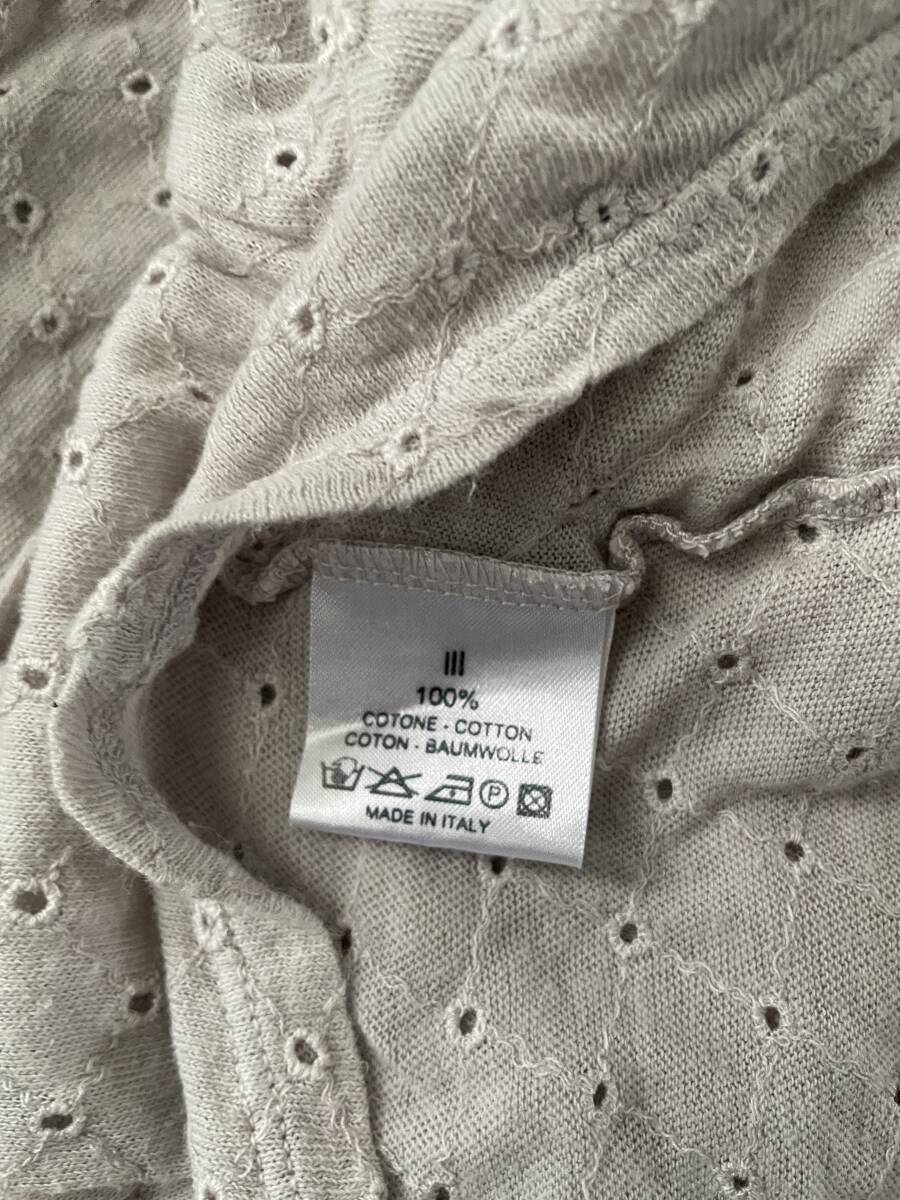 III
100%
COTONE - COTTON
COTON - BAUMWOLLE
P
MADE IN ITALY